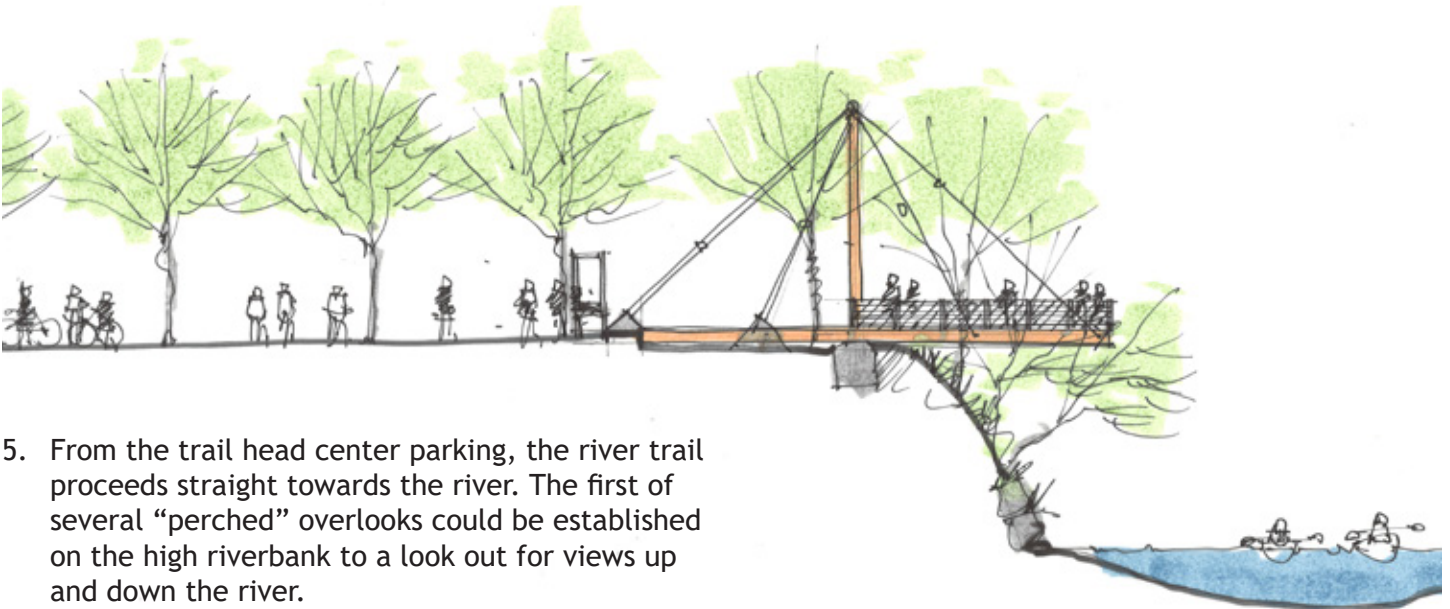 5. From the trail head center parking, the river trail
proceeds straight towards the river. The first of
several “perched” overlooks could be established
on the high riverbank to a look out for views up
and down the river.